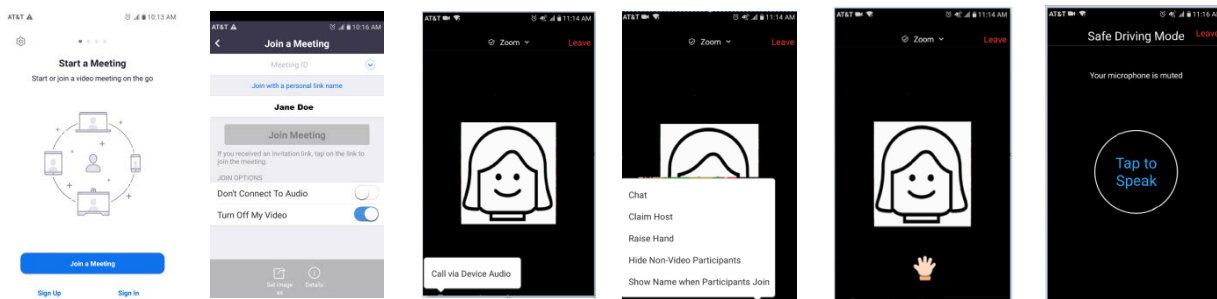 AT&T
10:13 AM
Start a Meeting
Start or join a video meeting on the go
Join a Meeting
Sign Up
Sign In
AT&T
10:16 AM
Join a Meeting
Meeting ID
Join with a personal link name
Jane Doe
Join Meeting
If you received an invitation link, tap on the link to
join the meeting.
JOIN OPTIONS
Don't Connect To Audio
Turn Off My Video
Set image
as
Details
AT&T
11:14 AM
Zoom
Leave
Call via Device Audio
AT&T
11:14 AM
Zoom
Leave
Chat
Claim Host
Raise Hand
Hide Non-Video Participants
Show Name when Participants Join
AT&T
11:14 AM
Zoom
Leave
AT&T
11:16 AM
Safe Driving Mode
Leave
Your microphone is muted
Tap to
Speak